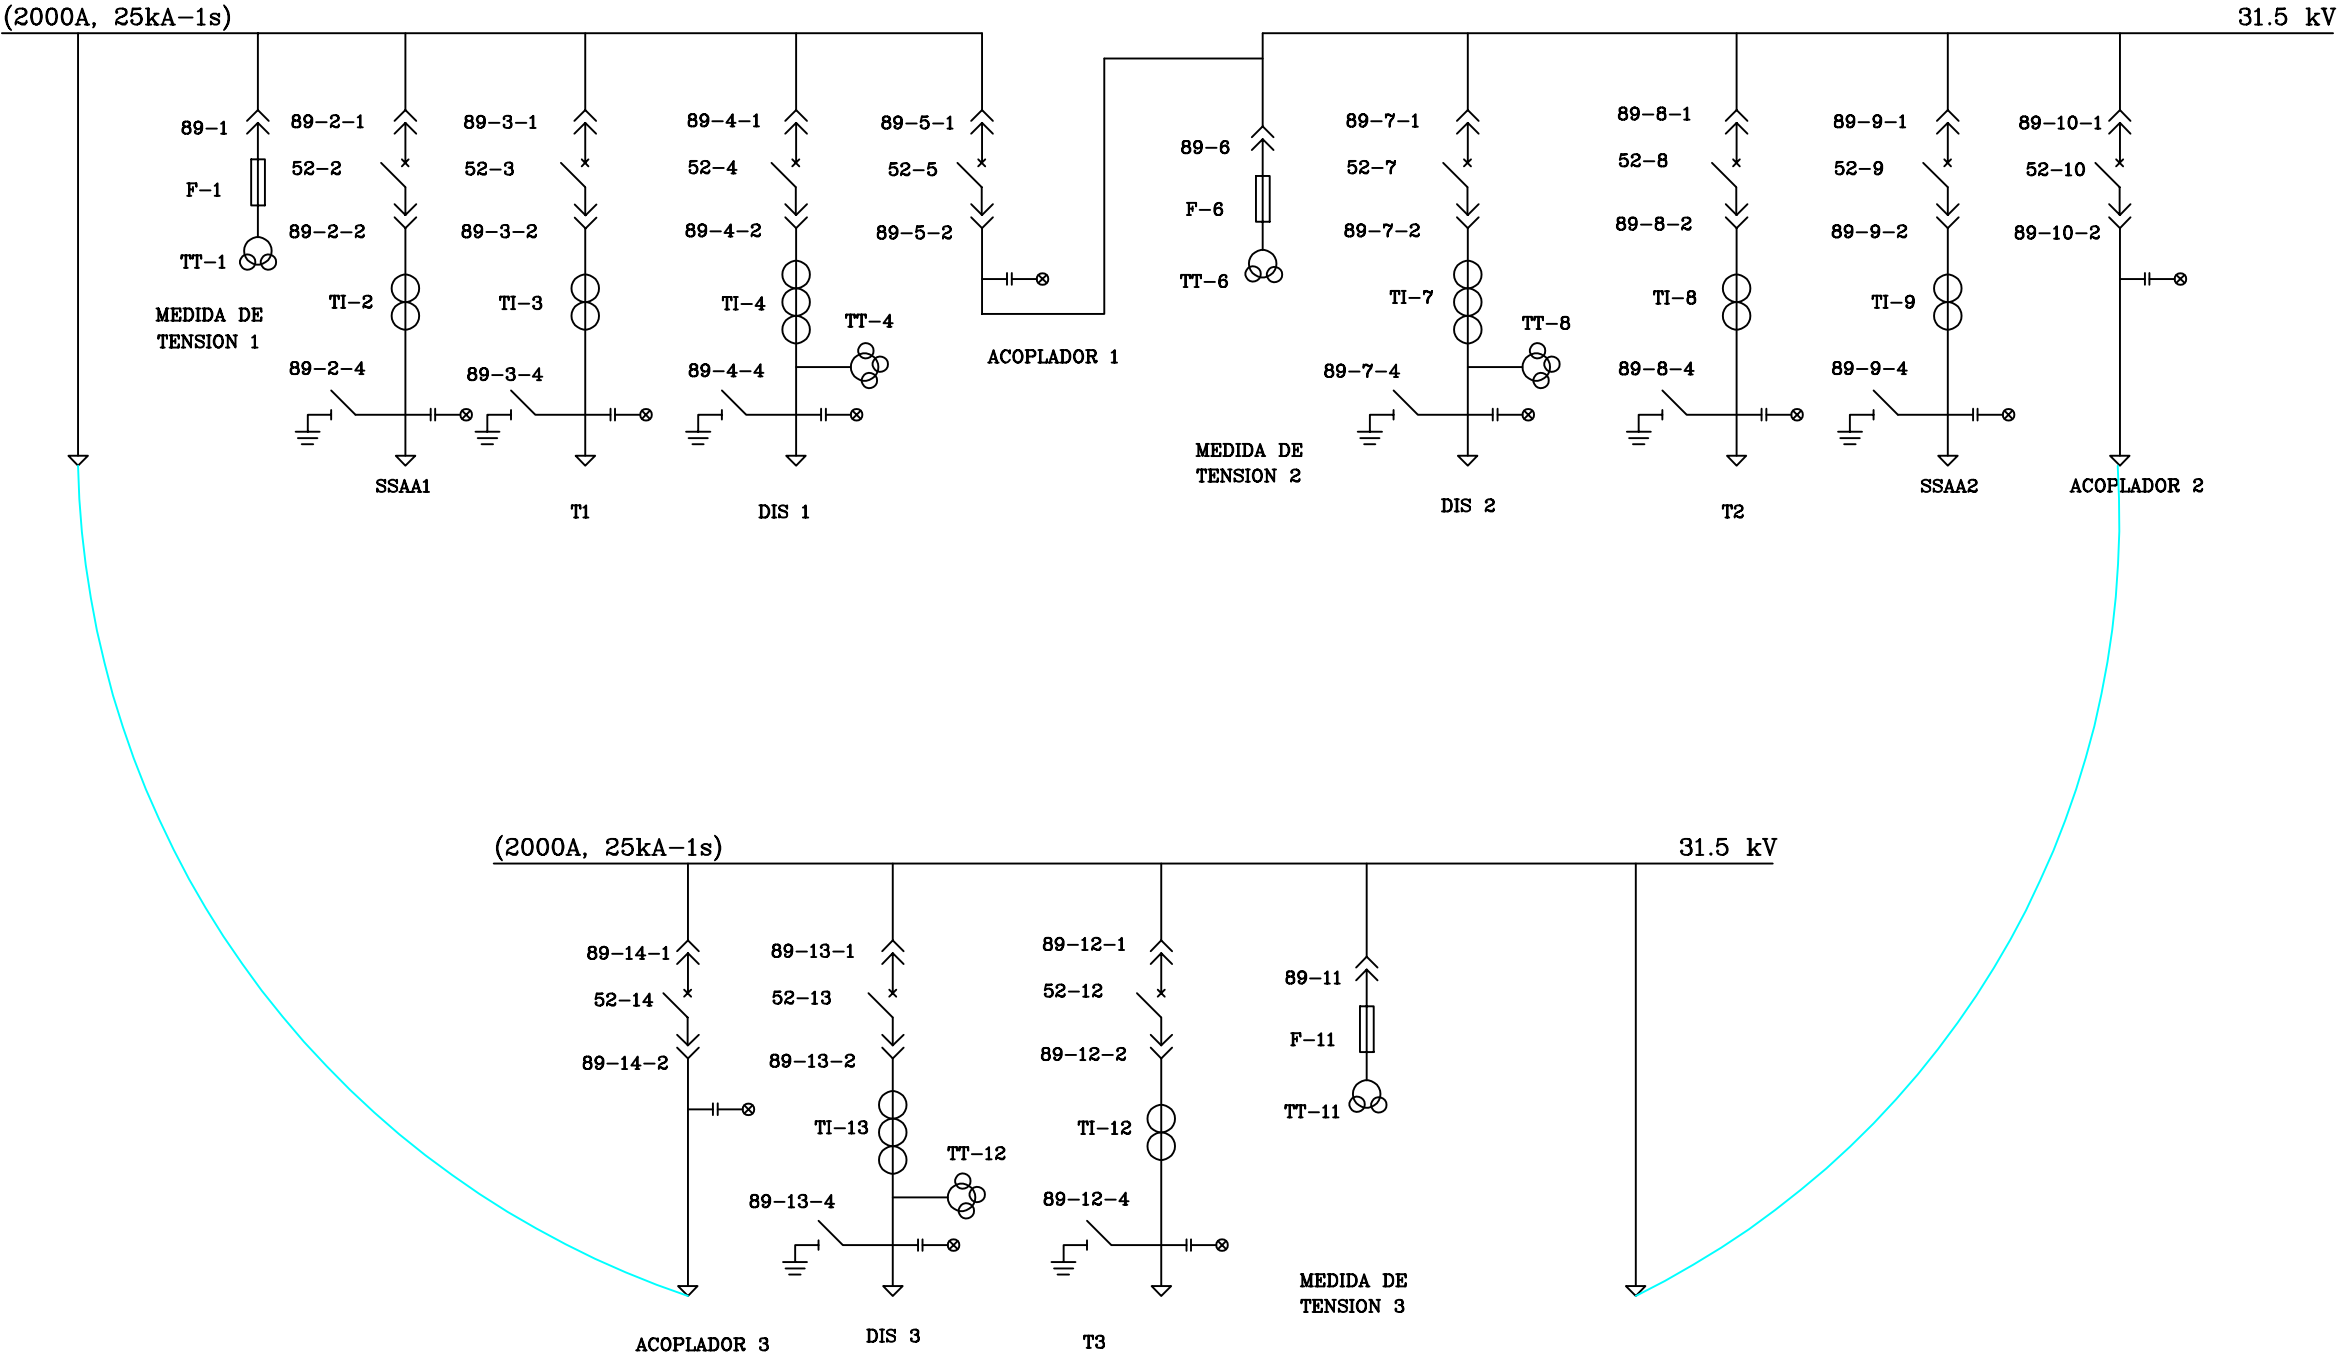 (2000A, 25kA-1s)
31.5 kV
89-1
F-1
TT-1
MEDIDA DE
TENSION 1
89-2-1
52-2
89-2-2
TI-2
89-2-4
SSAA1
89-3-1
52-3
89-3-2
TI-3
89-3-4
T1
89-4-1
52-4
89-4-2
TI-4
TT-4
89-4-4
DIS 1
89-5-1
52-5
89-5-2
ACOPLADOR 1
89-6
F-6
TT-6
MEDIDA DE
TENSION 2
89-7-1
52-7
89-7-2
TI-7
TT-8
89-7-4
DIS 2
89-8-1
52-8
89-8-2
TI-8
89-8-4
T2
89-9-1
52-9
89-9-2
TI-9
89-9-4
SSAA2
89-10-1
52-10
89-10-2
ACOPLADOR 2
(2000A, 25kA-1s)
31.5 kV
89-14-1
52-14
89-14-2
ACOPLADOR 3
89-13-1
52-13
89-13-2
TI-13
TT-12
89-13-4
DIS 3
89-12-1
52-12
89-12-2
TI-12
89-12-4
T3
89-11
F-11
TT-11
MEDIDA DE
TENSION 3